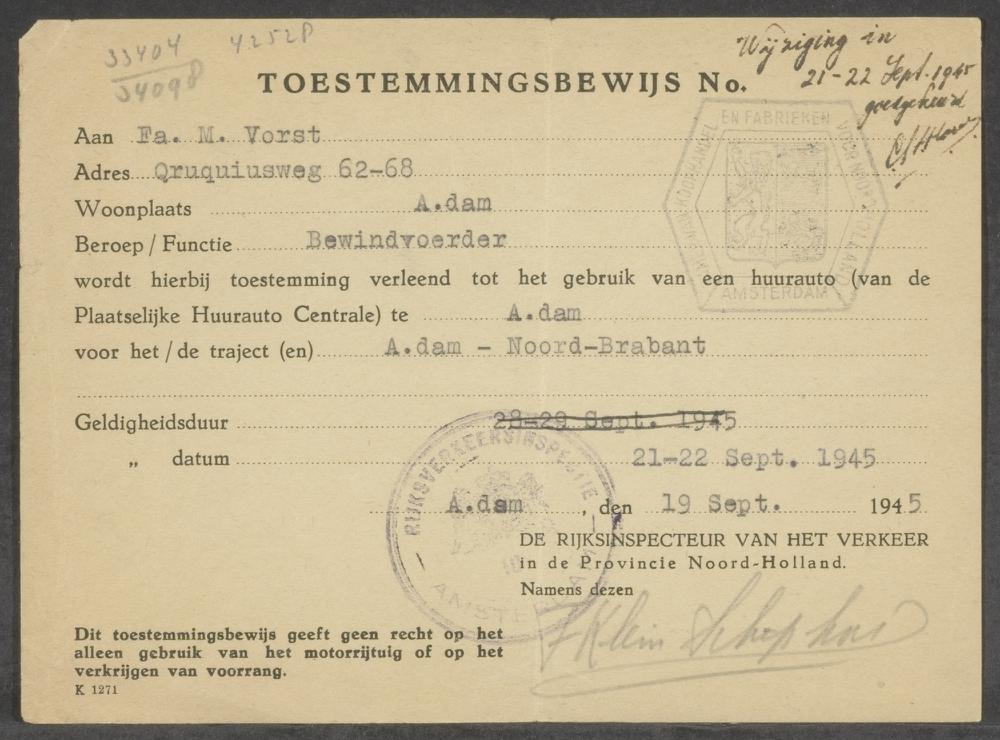 33404 42528
34098
Wijziging in
21-22 Sept. 1945
goedgekeurd
TOESTEMMINGSBEWIJS No.
EN FABRIEKEN
VOOR NOORD-HOLLAND
AMSTERDAM
Aan Fa. M. Vorst
Adres Qruquiusweg 62-68
Woonplaats A.dam
Beroep / Functie Bewindvoerder
wordt hierbij toestemming verleend tot het gebruik van een huurauto (van de
Plaatselijke Huurauto Centrale) te A.dam
voor het / de traject (en) A.dam - Noord-Brabant
Geldigheidsduur 28-29 Sept. 1945
„ datum 21-22 Sept. 1945
RIJKSVERKEERSINSPECTIE
AMSTERDAM
A.dam , den 19 Sept. 1945
DE RIJKSINSPECTEUR VAN HET VERKEER
in de Provincie Noord-Holland.
Namens dezen
Dit toestemmingsbewijs geeft geen recht op het
alleen gebruik van het motorrijtuig of op het
verkrijgen van voorrang.
K 1271